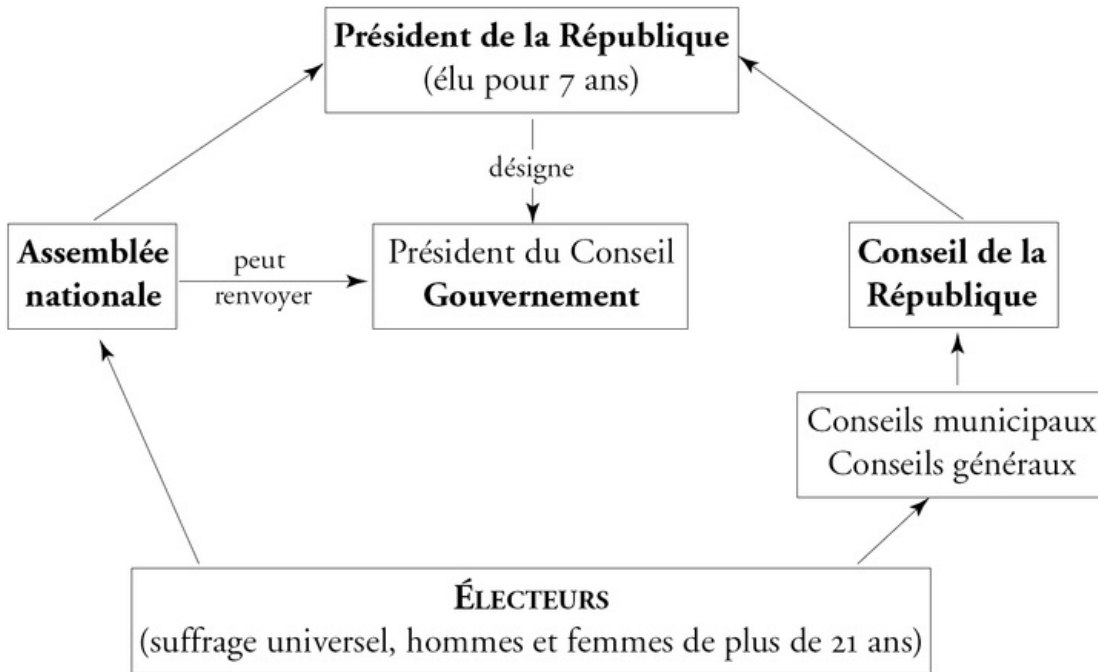 Président de la République
(élu pour 7 ans)
désigne
Assemblée
nationale
peut
renvoyer
Président du Conseil
Gouvernement
Conseil de la
République
Conseils municipaux
Conseils généraux
ÉLECTEURS
(suffrage universel, hommes et femmes de plus de 21 ans)